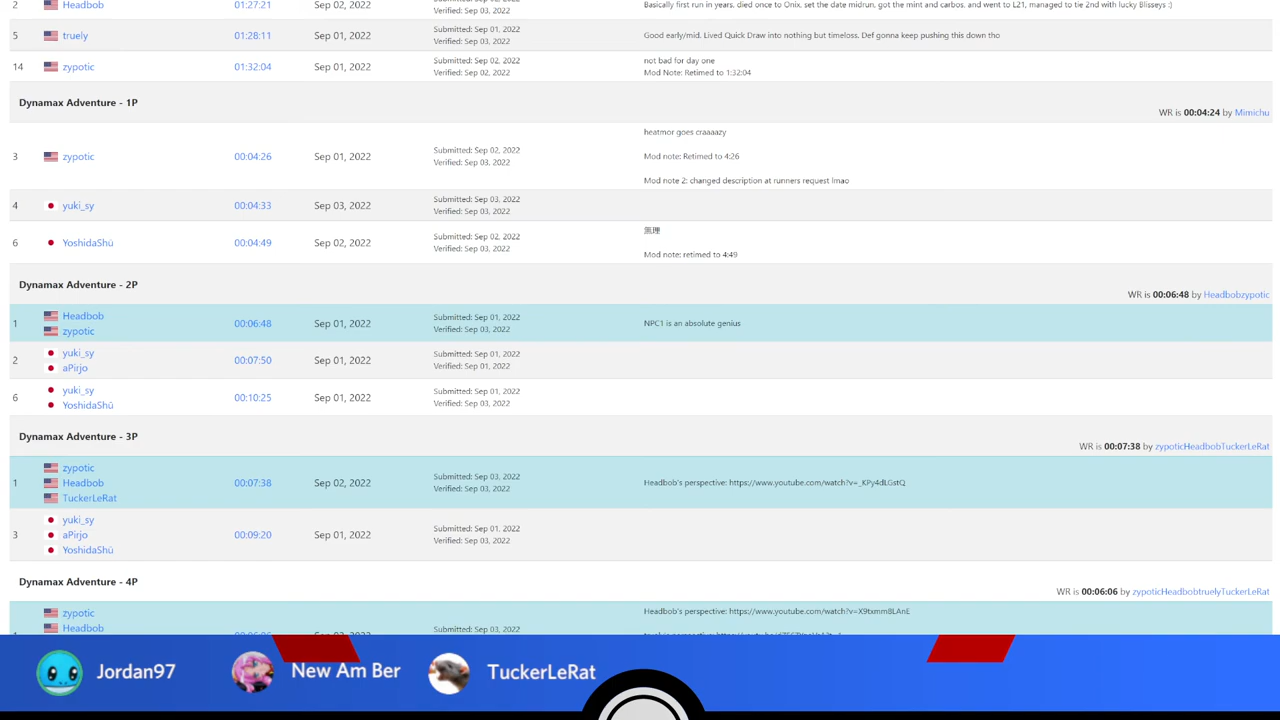 2 Headbob 01:27:21 Sep 02, 2022 Verified: Sep 03, 2022 Basically first run in years, died once to Onix, set the date midrun, got the mint and carbos, and went to L21, managed to tie 2nd with lucky Blisseys :)
5 truely 01:28:11 Sep 01, 2022 Submitted: Sep 01, 2022 Good early/mid. Lived Quick Draw into nothing but timeloss. Def gonna keep pushing this down tho
Verified: Sep 03, 2022
14 zypotic 01:32:04 Sep 01, 2022 Submitted: Sep 02, 2022 not bad for day one
Verified: Sep 02, 2022 Mod Note: Retimed to 1:32:04
Dynamax Adventure - 1P
WR is 00:04:24 by Mimichu
3 zypotic 00:04:26 Sep 01, 2022 Submitted: Sep 02, 2022 heatmor goes craaaazy
Verified: Sep 03, 2022 Mod note: Retimed to 4:26
Mod note 2: changed description at runners request lmao
4 yuki_sy 00:04:33 Sep 03, 2022 Submitted: Sep 03, 2022
Verified: Sep 03, 2022
6 YoshidaShū 00:04:49 Sep 02, 2022 Submitted: Sep 02, 2022 無理
Verified: Sep 03, 2022 Mod note: retimed to 4:49
Dynamax Adventure - 2P
WR is 00:06:48 by Headbobzypotic
1 Headbob 00:06:48 Sep 01, 2022 Submitted: Sep 01, 2022 NPC1 is an absolute genius
zypotic Verified: Sep 03, 2022
2 yuki_sy 00:07:50 Sep 01, 2022 Submitted: Sep 01, 2022
aPirjo Verified: Sep 01, 2022
6 yuki_sy 00:10:25 Sep 01, 2022 Submitted: Sep 01, 2022
YoshidaShū Verified: Sep 03, 2022
Dynamax Adventure - 3P
WR is 00:07:38 by zypoticHeadbobTuckerLeRat
zypotic
1 Headbob 00:07:38 Sep 02, 2022 Submitted: Sep 03, 2022 Headbob's perspective: https://www.youtube.com/watch?v=_KPy4dLGstQ
TuckerLeRat Verified: Sep 03, 2022
yuki_sy
3 aPirjo 00:09:20 Sep 01, 2022 Submitted: Sep 01, 2022
YoshidaShū Verified: Sep 03, 2022
Dynamax Adventure - 4P
WR is 00:06:06 by zypoticHeadbobtruelyTuckerLeRat
zypotic Headbob's perspective: https://www.youtube.com/watch?v=X9txmm8LAnE
Headbob Submitted: Sep 03, 2022
Jordan97 New Am Ber TuckerLeRat